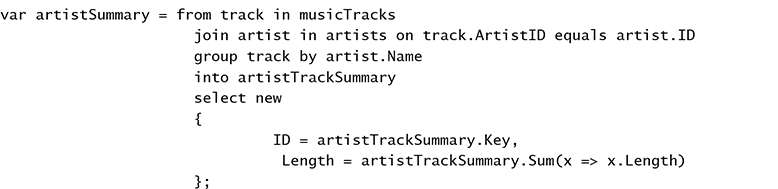 var artistSummary = from track in musicTracks
join artist in artists on track.ArtistID equals artist.ID
group track by artist.Name
into artistTrackSummary
select new
{
ID = artistTrackSummary.Key,
Length = artistTrackSummary.Sum(x => x.Length)
};